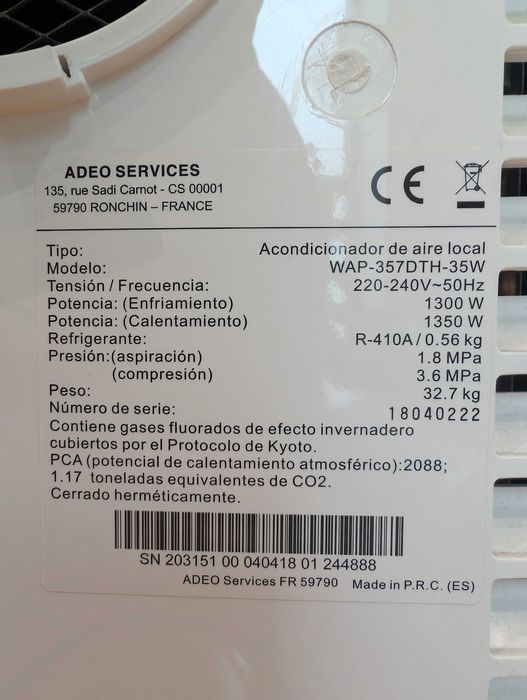 ADEO SERVICES
135, rue Sadi Carnot - CS 00001
59790 RONCHIN – FRANCE
CE
Tipo: Acondicionador de aire local
Modelo: WAP-357DTH-35W
Tensión / Frecuencia: 220-240V~50Hz
Potencia: (Enfriamiento) 1300 W
Potencia: (Calentamiento) 1350 W
Refrigerante: R-410A / 0.56 kg
Presión:(aspiración) 1.8 MPa
(compresión) 3.6 MPa
Peso: 32.7 kg
Número de serie: 18040222
Contiene gases fluorados de efecto invernadero
cubiertos por el Protocolo de Kyoto.
PCA (potencial de calentamiento atmosférico):2088;
1.17 toneladas equivalentes de CO2.
Cerrado herméticamente.
SN 203151 00 040418 01 244888
ADEO Services FR 59790 Made in P.R.C. (ES)